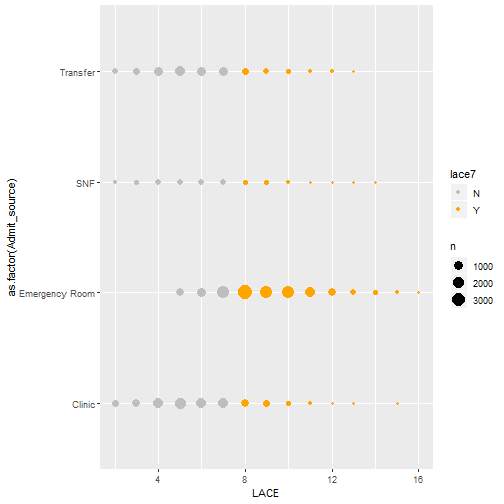 Transfer
SNF
Emergency Room
Clinic
as.factor(Admit_source)
4
8
12
16
LACE
lace7
N
Y
n
1000
2000
3000